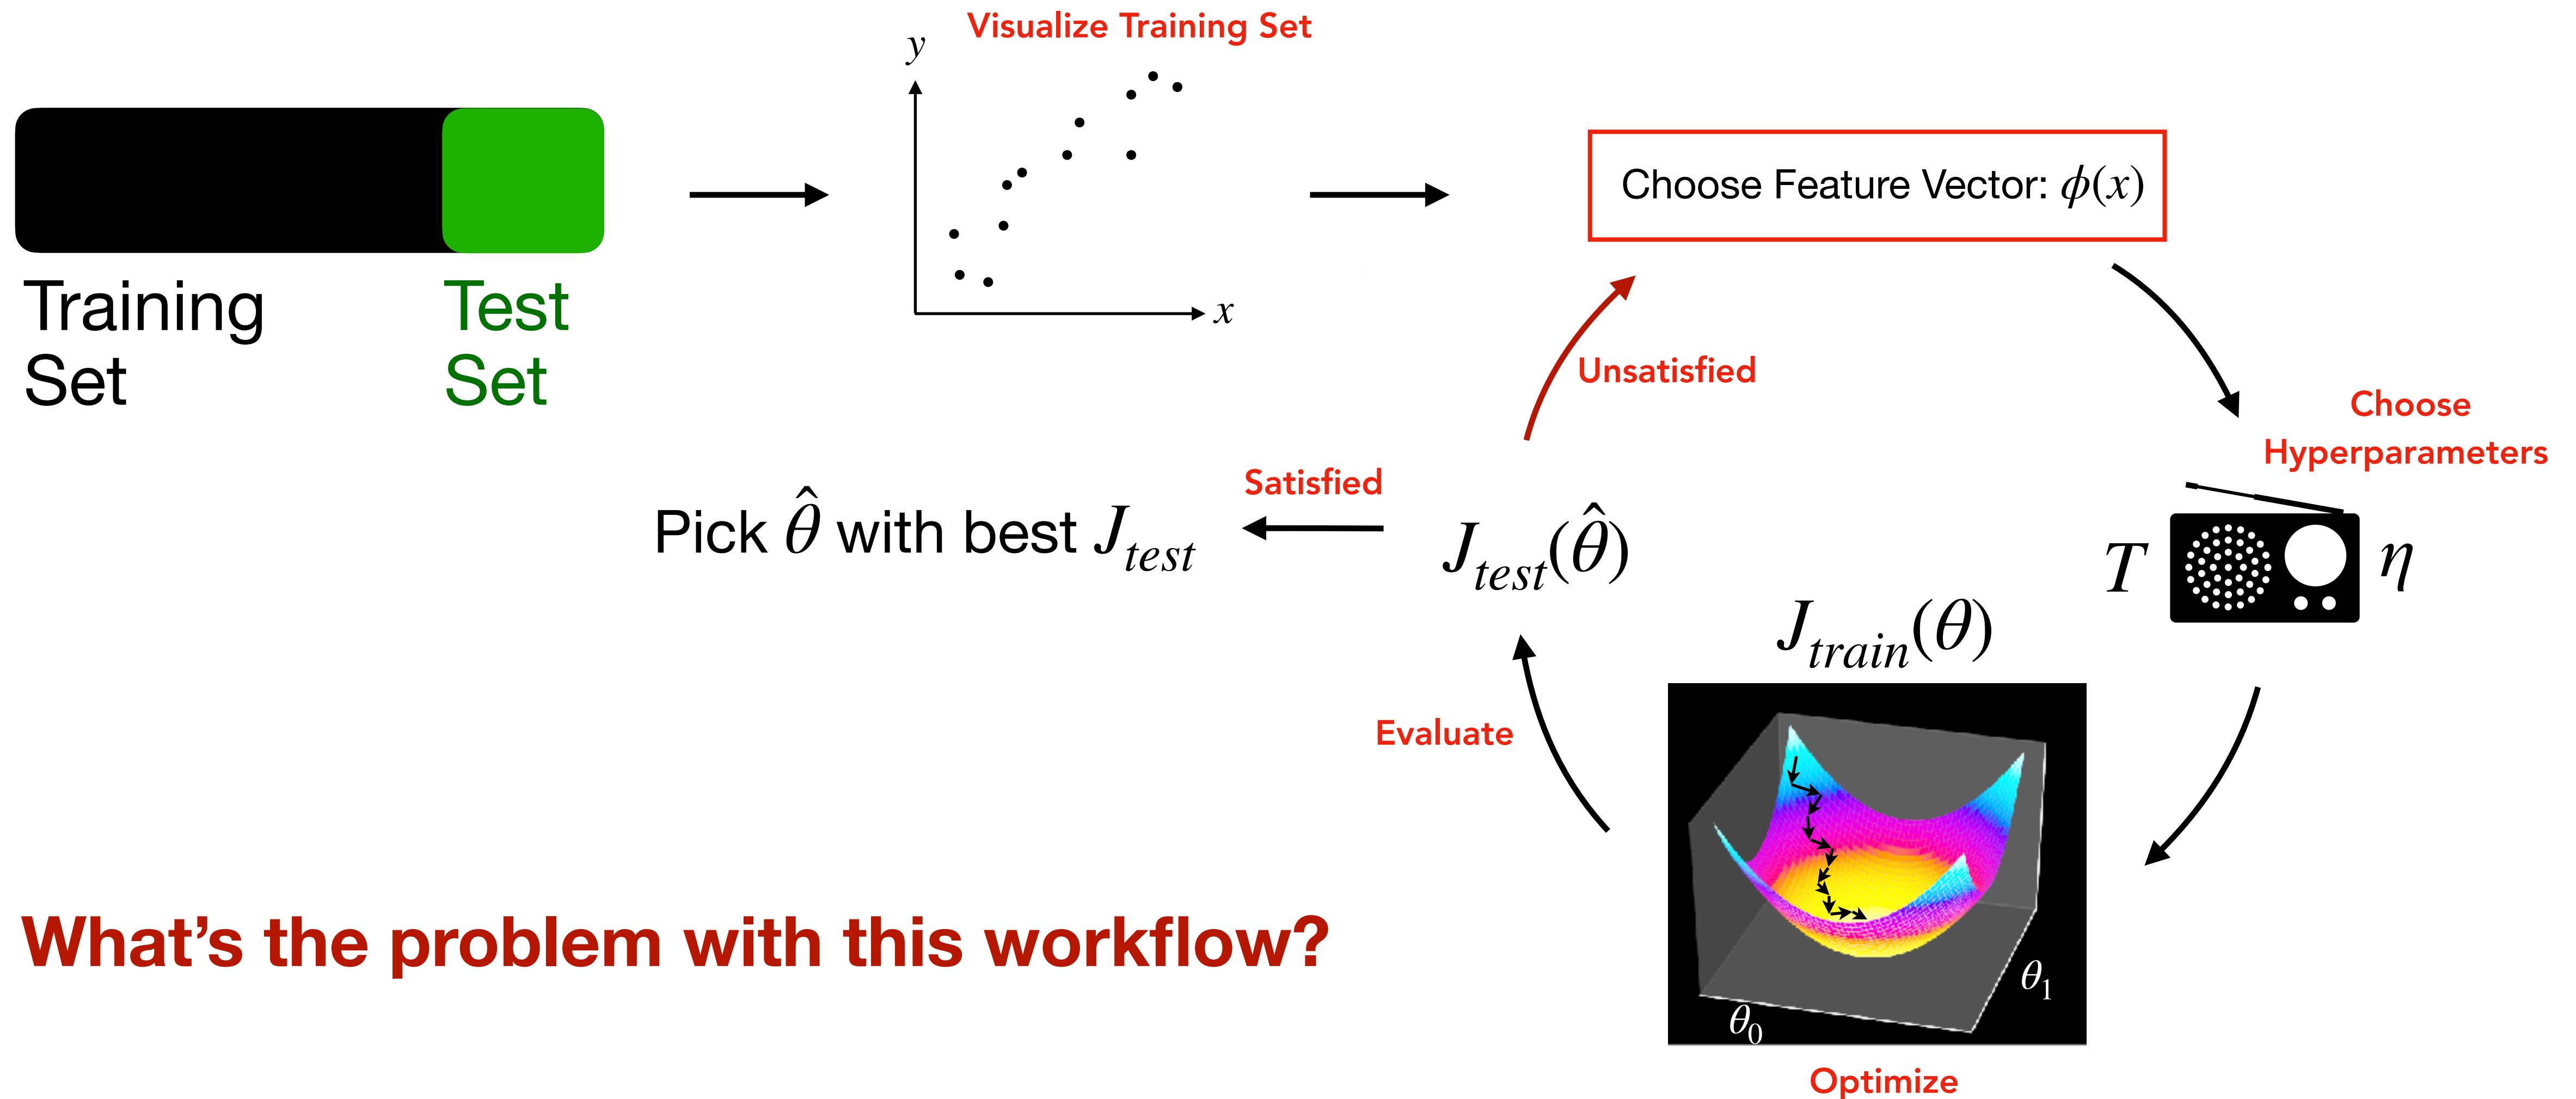 Visualize Training Set
y
x
Training
Set
Test
Set
Choose Feature Vector: ϕ(x)
Unsatisfied
Choose
Hyperparameters
Satisfied
Pick θ̂ with best J_test
J_test(θ̂)
T
η
J_train(θ)
Evaluate
θ₁
θ₀
Optimize
What’s the problem with this workflow?